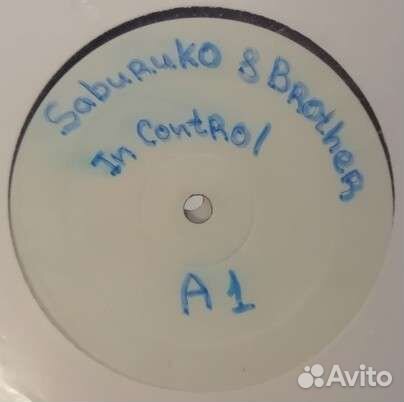 Saburuko & Brother
In Control
A1
Avito